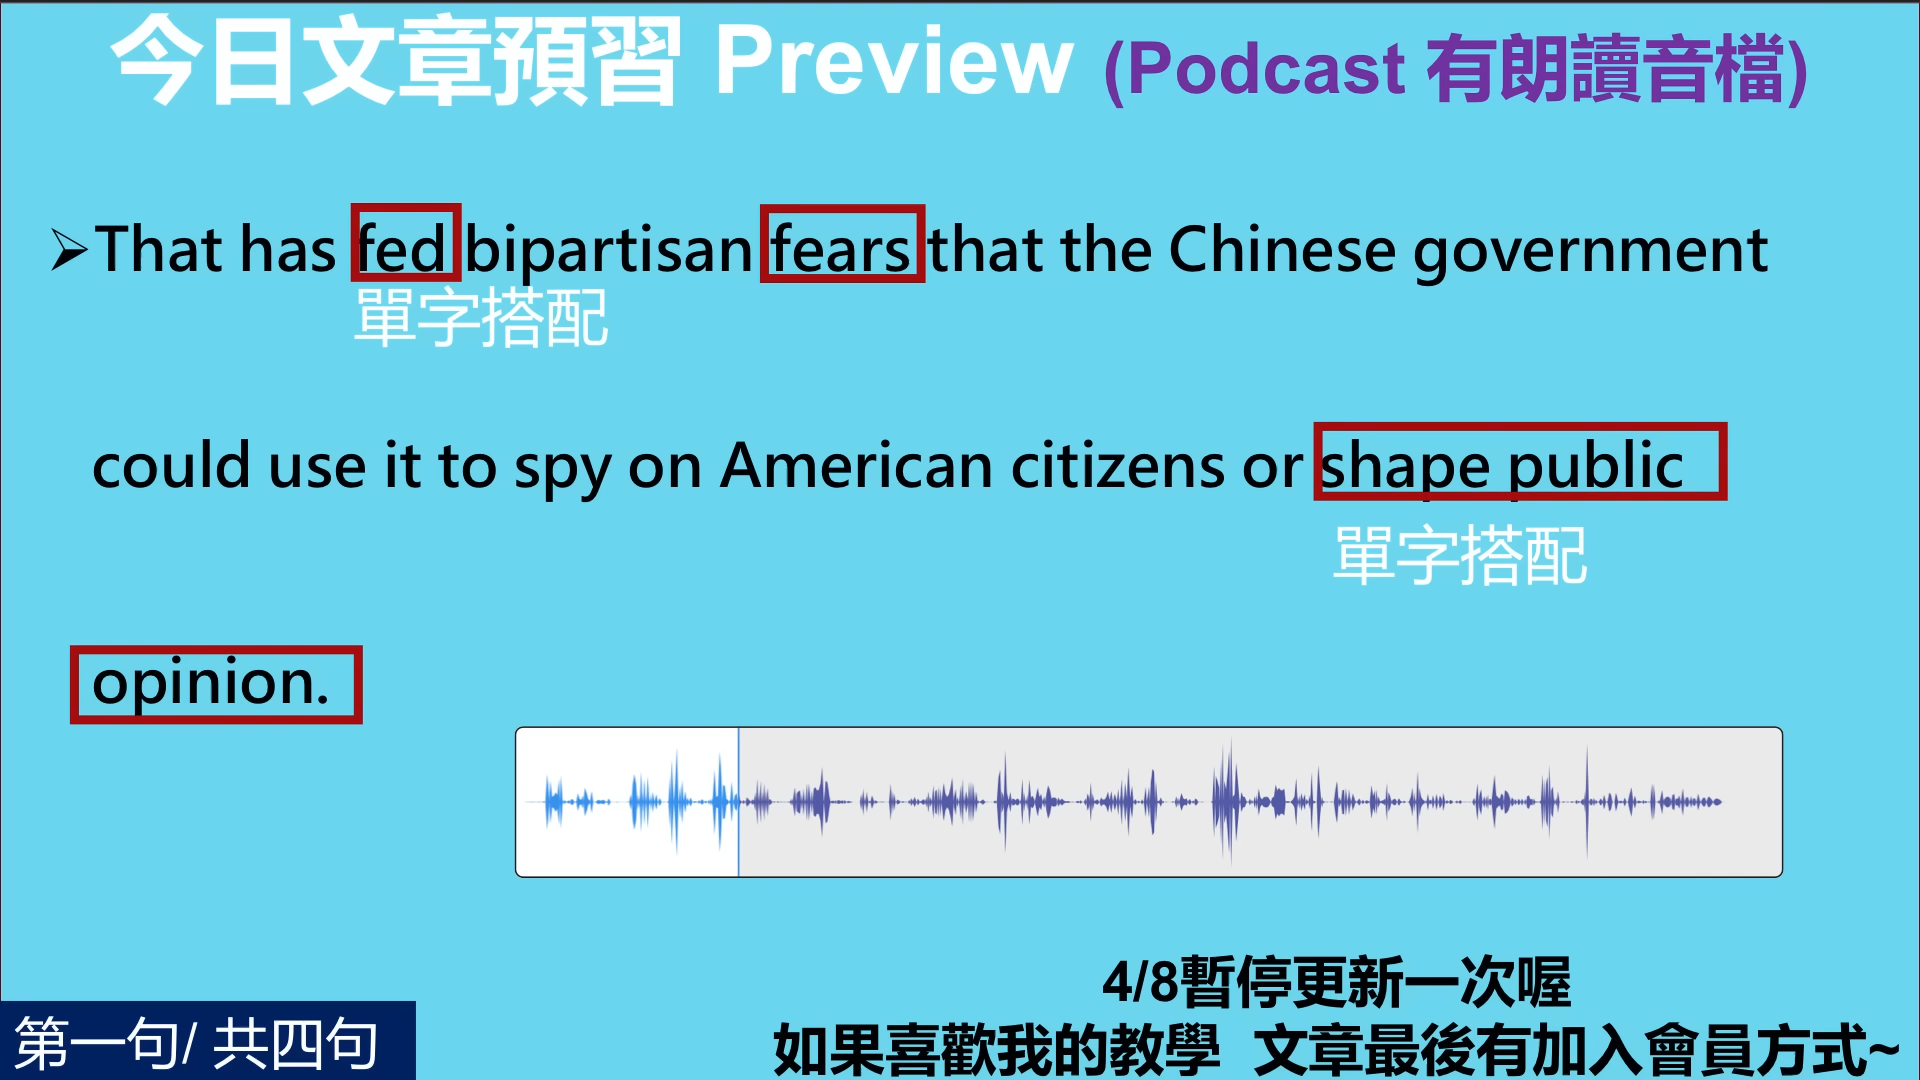 今日文章預習 Preview (Podcast 有朗讀音檔)
➢That has fed bipartisan fears that the Chinese government
單字搭配
could use it to spy on American citizens or shape public
單字搭配
opinion.
4/8暫停更新一次喔
如果喜歡我的教學 文章最後有加入會員方式~
第一句/ 共四句